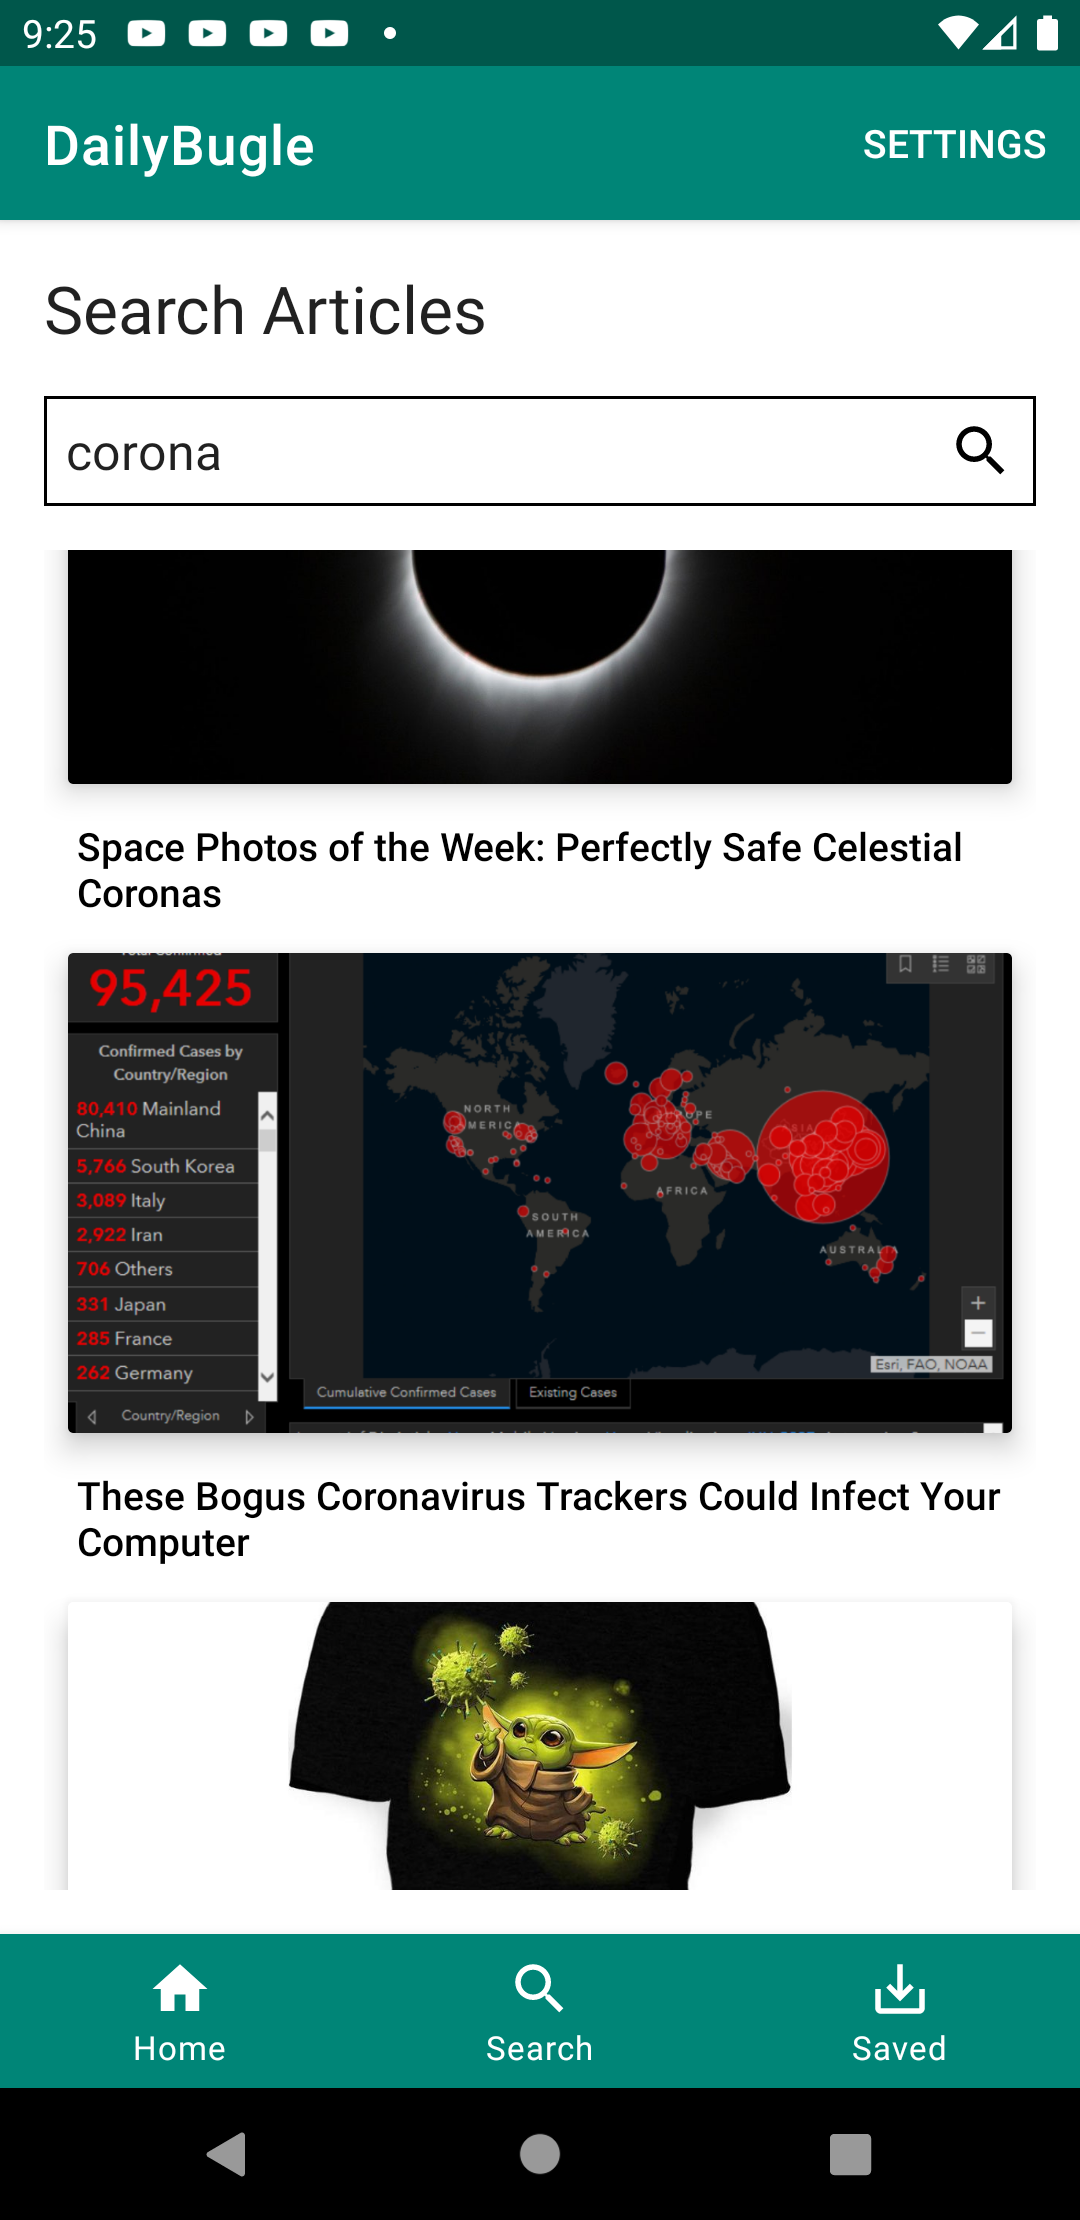 9:25
DailyBugle
SETTINGS
Search Articles
corona
Space Photos of the Week: Perfectly Safe Celestial
Coronas
95,425
Confirmed Cases by
Country/Region
80,410 Mainland
China
5,766 South Korea
3,089 Italy
2,922 Iran
706 Others
331 Japan
285 France
262 Germany
Country/Region
NORTH
AMERICA
EUROPE
ASIA
AFRICA
SOUTH
AMERICA
AUSTRALIA
Esri, FAO, NOAA
Cumulative Confirmed Cases
Existing Cases
These Bogus Coronavirus Trackers Could Infect Your
Computer
Home
Search
Saved